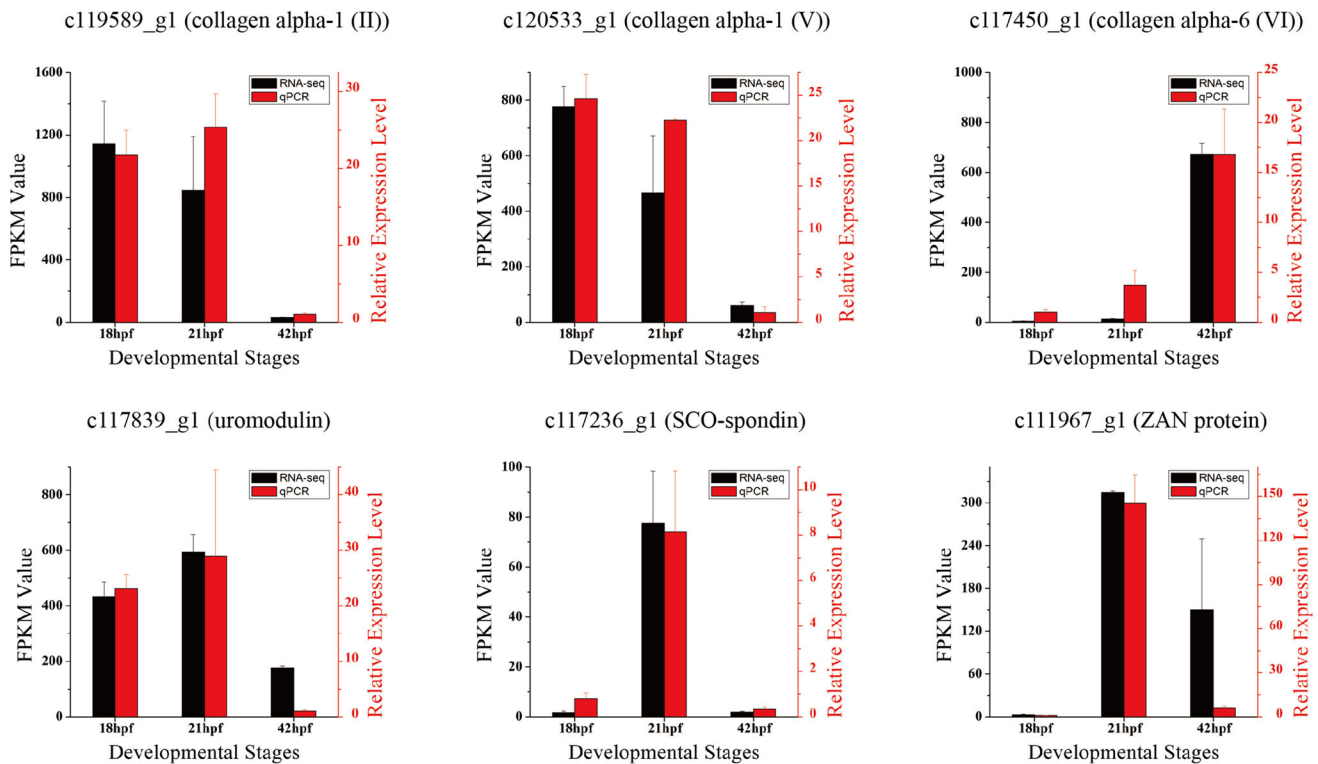 c119589_g1 (collagen alpha-1 (II))
FPKM Value
1600
1200
800
400
0
RNA-seq
qPCR
30
20
10
0
Relative Expression Level
18hpf 21hpf 42hpf
Developmental Stages
c120533_g1 (collagen alpha-1 (V))
FPKM Value
800
600
400
200
0
RNA-seq
qPCR
25
20
15
10
5
0
Relative Expression Level
18hpf 21hpf 42hpf
Developmental Stages
c117450_g1 (collagen alpha-6 (VI))
FPKM Value
1000
900
800
700
600
500
400
300
200
100
0
RNA-seq
qPCR
25
20
15
10
5
0
Relative Expression Level
18hpf 21hpf 42hpf
Developmental Stages
c117839_g1 (uromodulin)
FPKM Value
800
600
400
200
0
RNA-seq
qPCR
40
30
20
10
0
Relative Expression Level
18hpf 21hpf 42hpf
Developmental Stages
c117236_g1 (SCO-spondin)
FPKM Value
100
80
60
40
20
0
RNA-seq
qPCR
10
8
6
4
2
0
Relative Expression Level
18hpf 21hpf 42hpf
Developmental Stages
c111967_g1 (ZAN protein)
FPKM Value
300
240
180
120
60
0
RNA-seq
qPCR
150
120
90
60
30
0
Relative Expression Level
18hpf 21hpf 42hpf
Developmental Stages